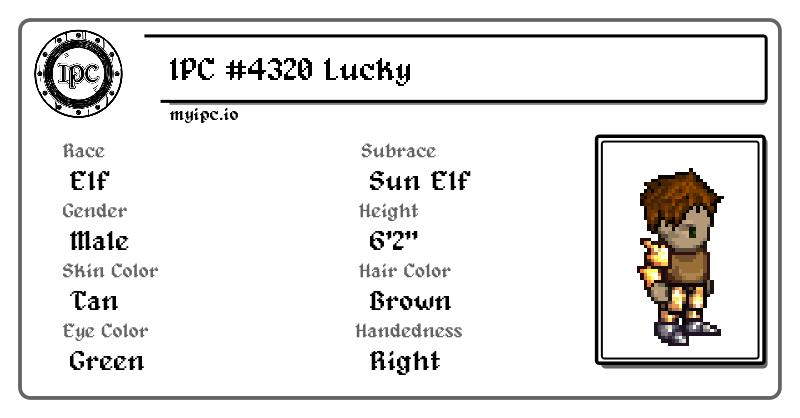 IPC
IPC #4320 Lucky
myipc.io
Race
Elf
Subrace
Sun Elf
Gender
Male
Height
6'2"
Skin Color
Tan
Hair Color
Brown
Eye Color
Green
Handedness
Right